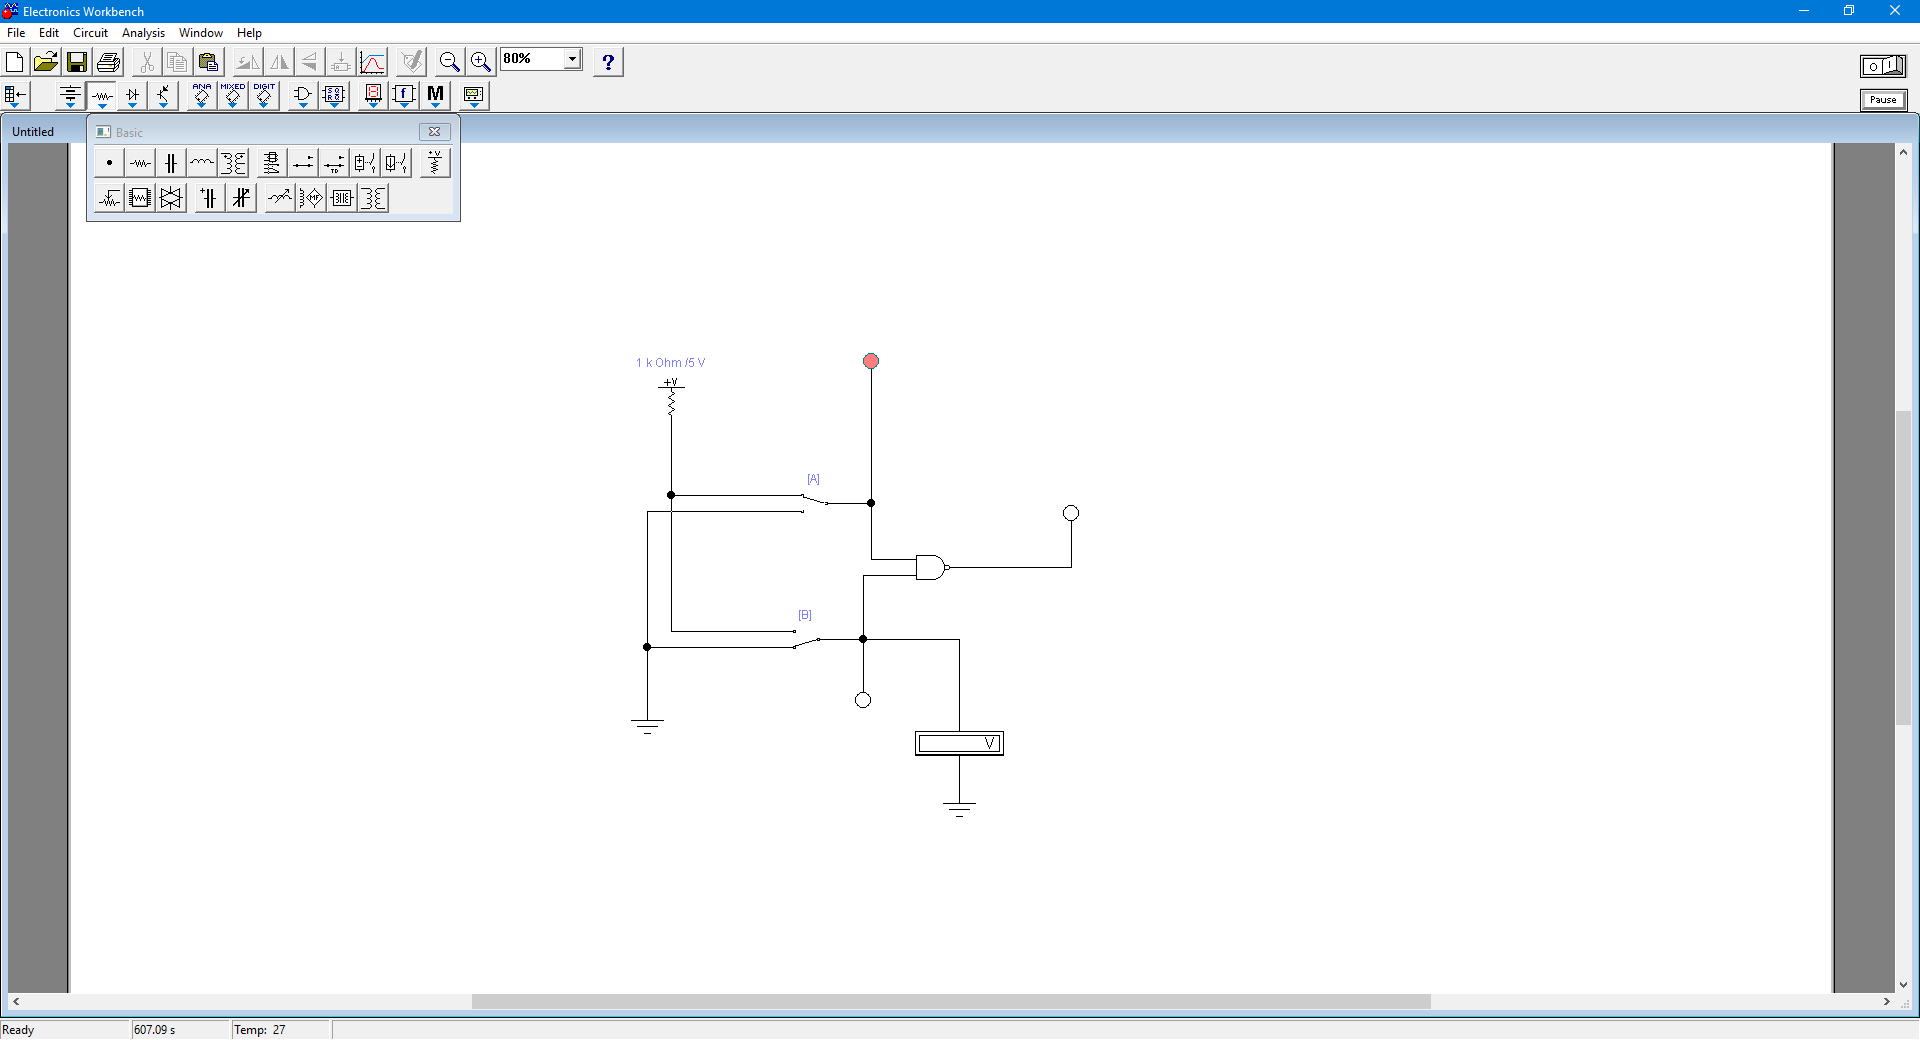 Electronics Workbench
File Edit Circuit Analysis Window Help
80%
?
ANA MIXED DIGIT
f M
Pause
Untitled
Basic
1 k Ohm /5 V
+V
[A]
[B]
V
Ready 607.09 s Temp: 27